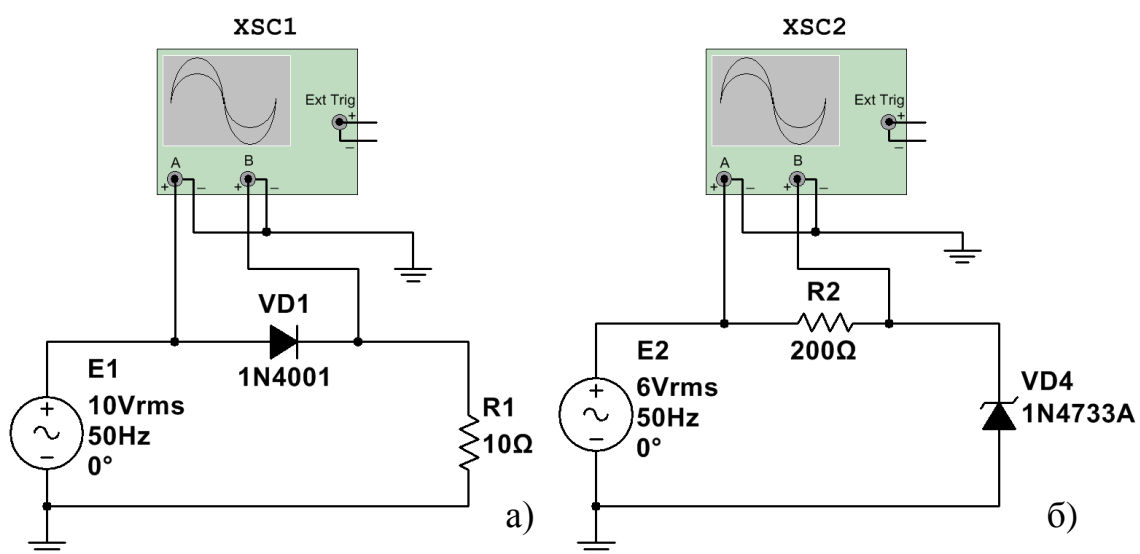 XSC1
Ext Trig
+
−
A
B
+
−
+
−
VD1
1N4001
E1
+
−
10Vrms
50Hz
0°
R1
10Ω
а)
XSC2
Ext Trig
+
−
A
B
+
−
+
−
R2
200Ω
E2
+
−
6Vrms
50Hz
0°
VD4
1N4733A
б)